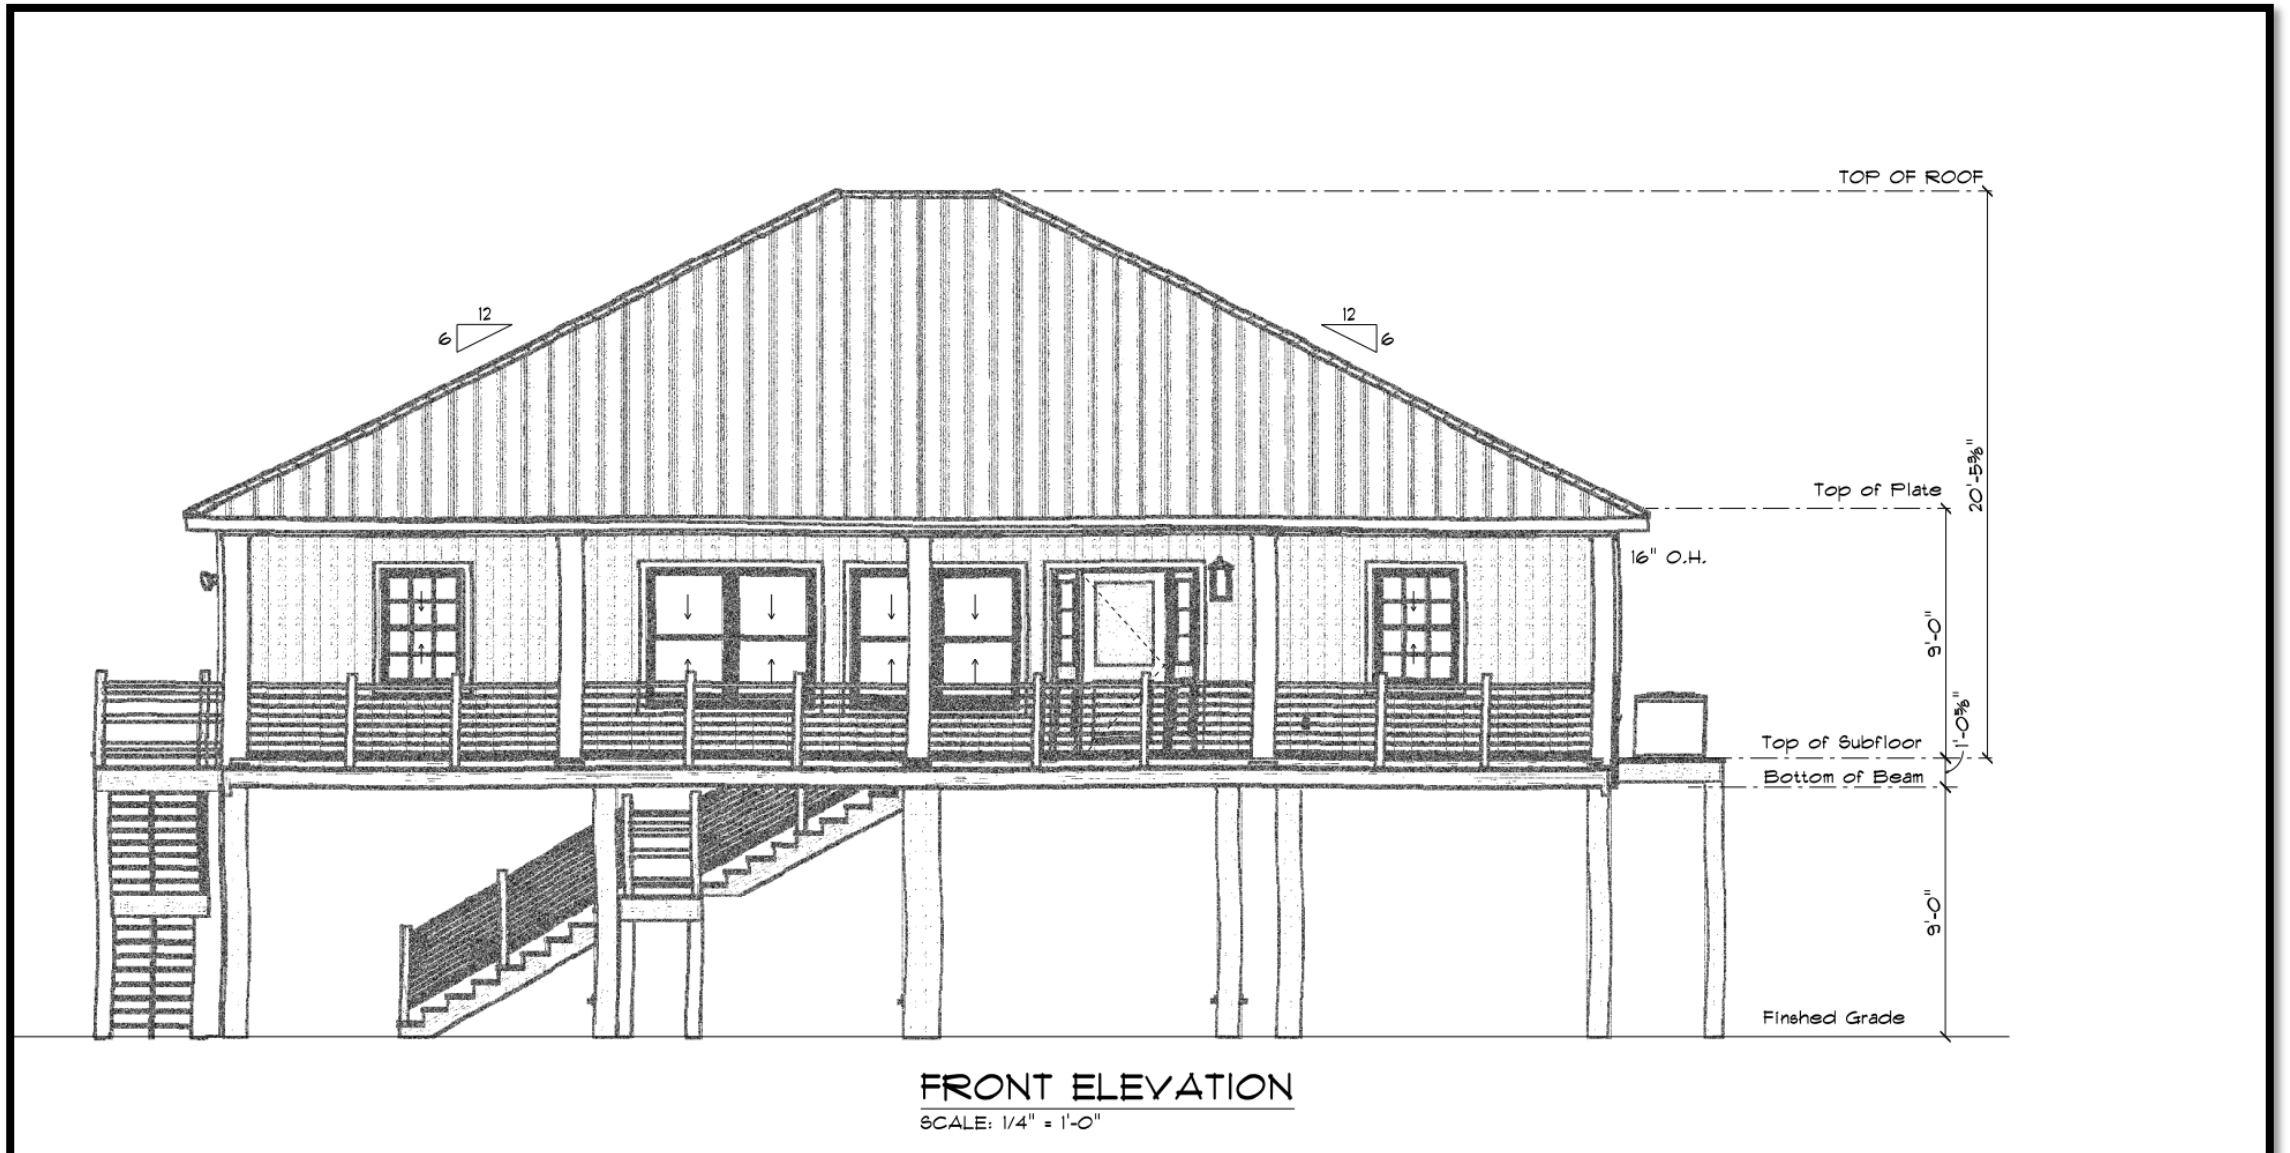 TOP OF ROOF
12
6
12
6
20'-5⅜"
Top of Plate
16" O.H.
9'-0"
1'-0⅝"
Top of Subfloor
Bottom of Beam
9'-0"
Finshed Grade
FRONT ELEVATION
SCALE: 1/4" = 1'-0"